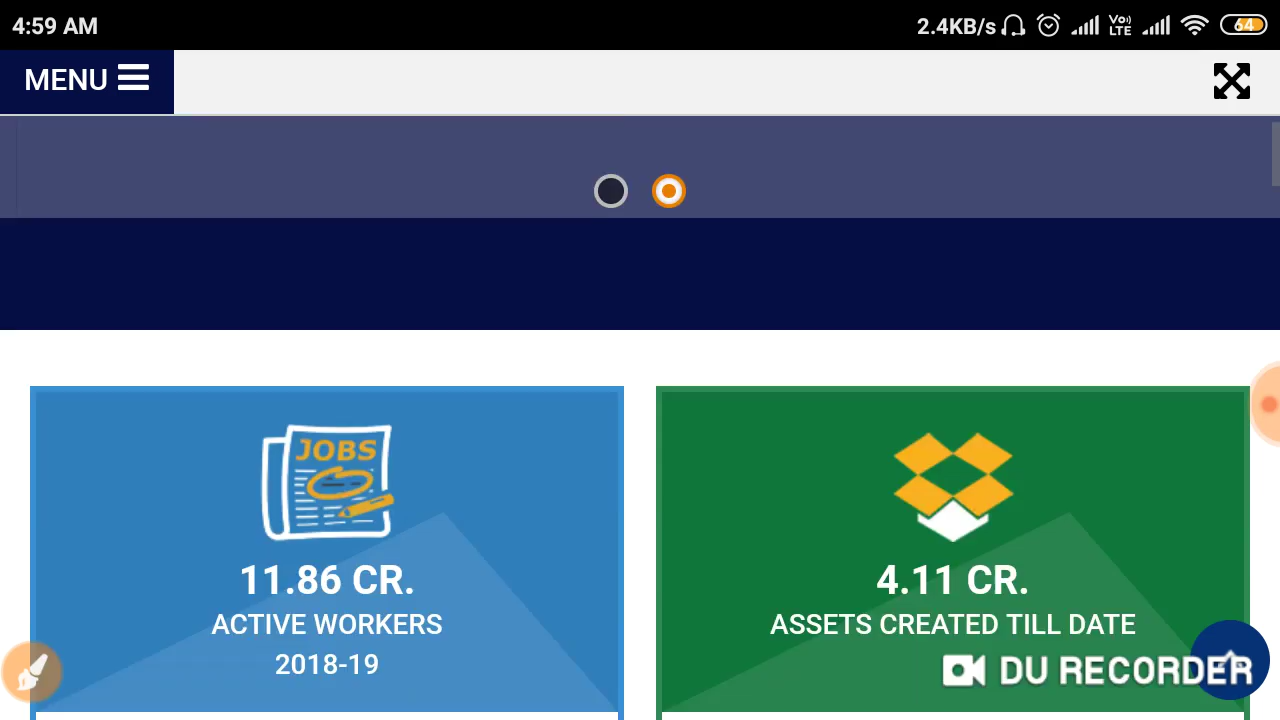 4:59 AM
2.4KB/s
Vo))
LTE
64
MENU
JOBS
11.86 CR.
ACTIVE WORKERS
2018-19
4.11 CR.
ASSETS CREATED TILL DATE
DU RECORDER